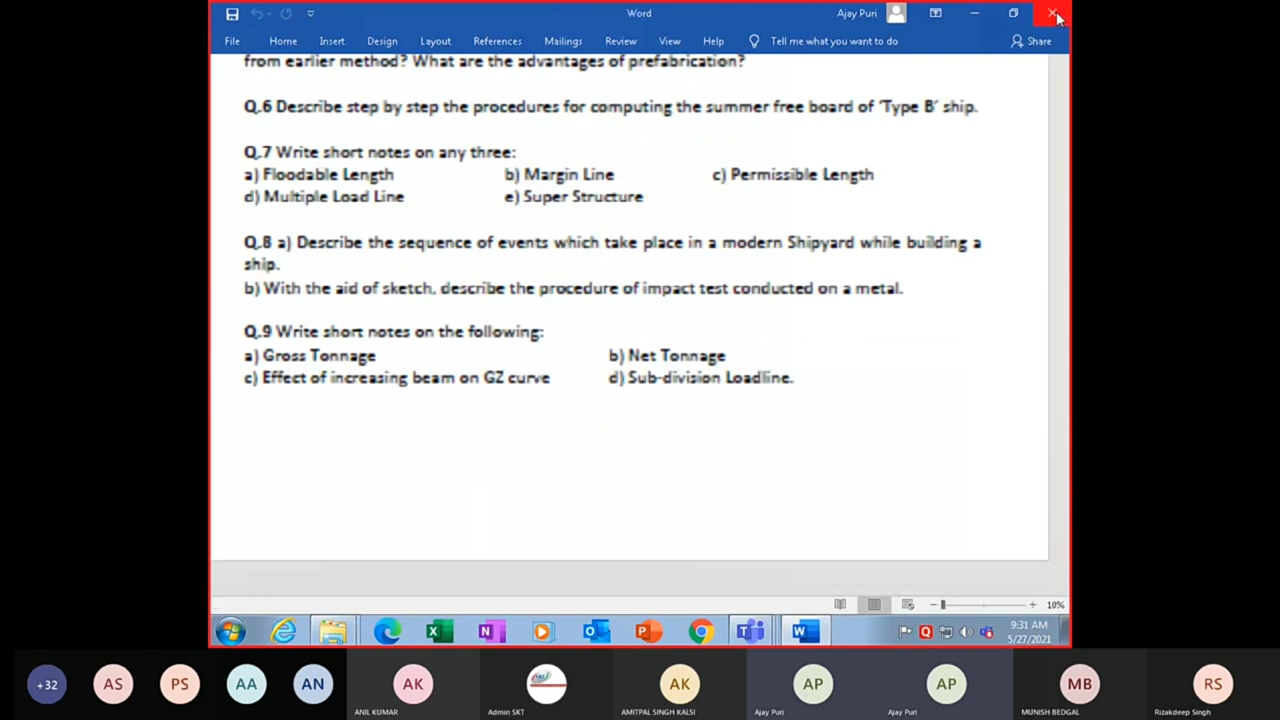 Word
Ajay Puri
File Home Insert Design Layout References Mailings Review View Help Tell me what you want to do Share
from earlier method? What are the advantages of prefabrication?
Q.6 Describe step by step the procedures for computing the summer free board of 'Type B' ship.
Q.7 Write short notes on any three:
a) Floodable Length b) Margin Line c) Permissible Length
d) Multiple Load Line e) Super Structure
Q.8 a) Describe the sequence of events which take place in a modern Shipyard while building a
ship.
b) With the aid of sketch, describe the procedure of impact test conducted on a metal.
Q.9 Write short notes on the following:
a) Gross Tonnage b) Net Tonnage
c) Effect of increasing beam on GZ curve d) Sub-division Loadline.
10%
9:31 AM
5/27/2021
+32 AS PS AA AN AK AK AP AP MB RS
ANIL KUMAR Admin SKT AMITPAL SINGH KALSI Ajay Puri Ajay Puri MUNISH BEDGAL Rizakdeep Singh